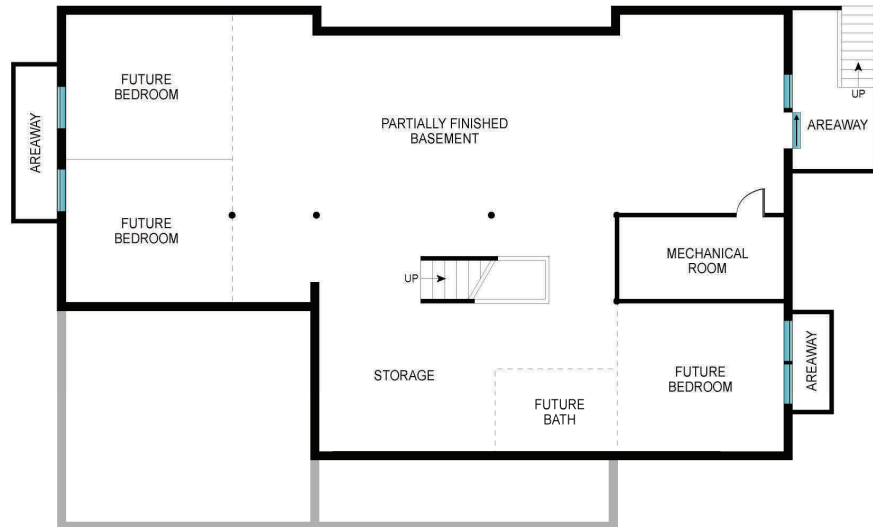 FUTURE
BEDROOM
AREAWAY
PARTIALLY FINISHED
BASEMENT
UP
AREAWAY
FUTURE
BEDROOM
MECHANICAL
ROOM
UP
STORAGE
FUTURE
BATH
FUTURE
BEDROOM
AREAWAY